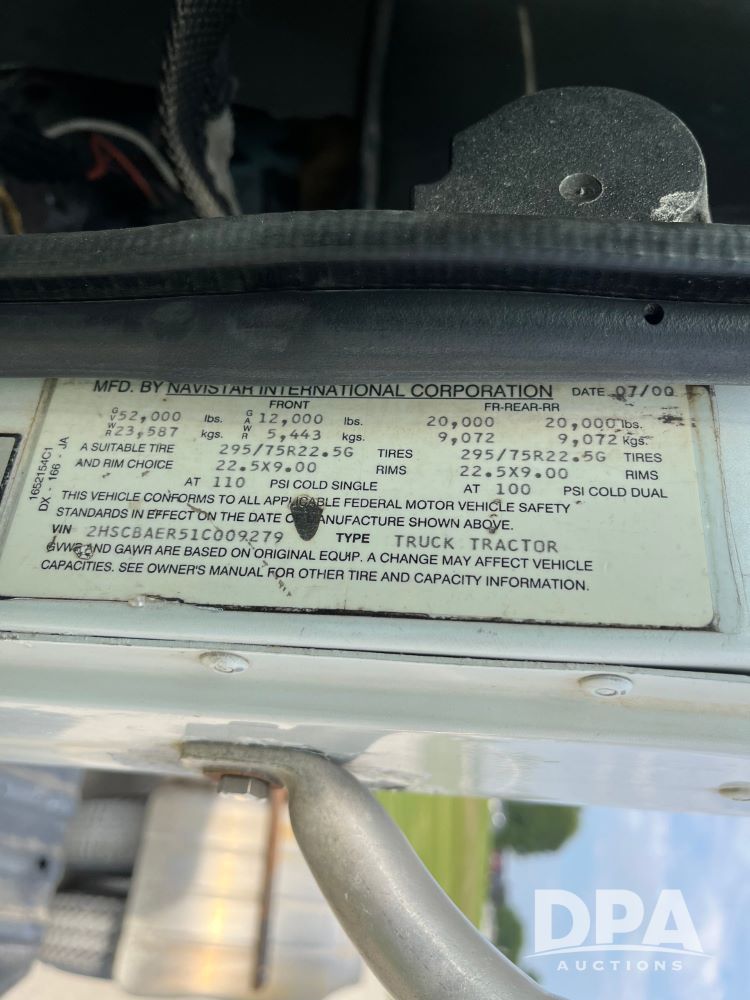 MFD. BY NAVISTAR INTERNATIONAL CORPORATION DATE 07/00
FRONT FR-REAR-RR
GVWR 52,000 lbs. GAWR 12,000 lbs. 20,000 20,000 lbs.
23,587 kgs. 5,443 kgs. 9,072 9,072 kgs.
A SUITABLE TIRE 295/75R22.5G TIRES 295/75R22.5G TIRES
AND RIM CHOICE 22.5X9.00 RIMS 22.5X9.00 RIMS
AT 110 PSI COLD SINGLE AT 100 PSI COLD DUAL
THIS VEHICLE CONFORMS TO ALL APPLICABLE FEDERAL MOTOR VEHICLE SAFETY
STANDARDS IN EFFECT ON THE DATE OF MANUFACTURE SHOWN ABOVE.
VIN 2HSCBAER51C009279 TYPE TRUCK TRACTOR
GVWR AND GAWR ARE BASED ON ORIGINAL EQUIP. A CHANGE MAY AFFECT VEHICLE
CAPACITIES. SEE OWNER'S MANUAL FOR OTHER TIRE AND CAPACITY INFORMATION.
1652154C1
DX - 166 - JA
DPA
AUCTIONS